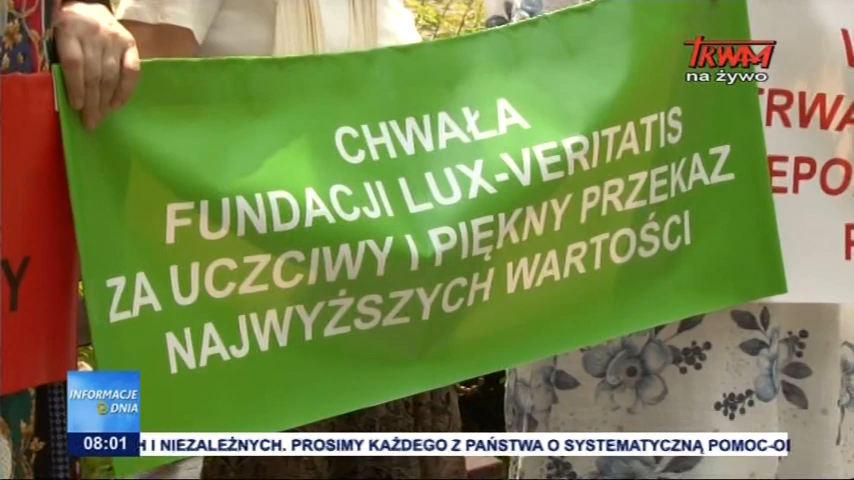 TRWAM
na żywo
CHWAŁA
FUNDACJI LUX-VERITATIS
ZA UCZCIWY I PIĘKNY PRZEKAZ
NAJWYŻSZYCH WARTOŚCI
INFORMACJE
DNIA
08:01
H I NIEZALEŻNYCH. PROSIMY KAŻDEGO Z PAŃSTWA O SYSTEMATYCZNĄ POMOC-